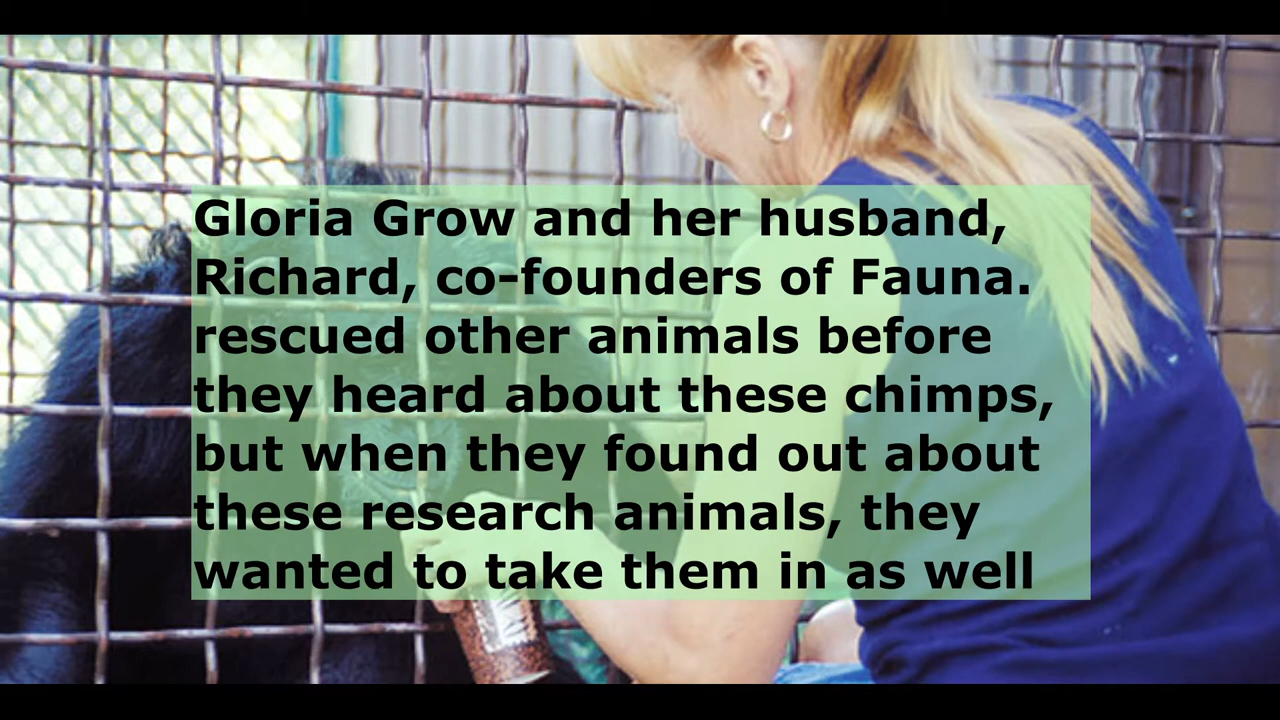 Gloria Grow and her husband,
Richard, co-founders of Fauna.
rescued other animals before
they heard about these chimps,
but when they found out about
these research animals, they
wanted to take them in as well